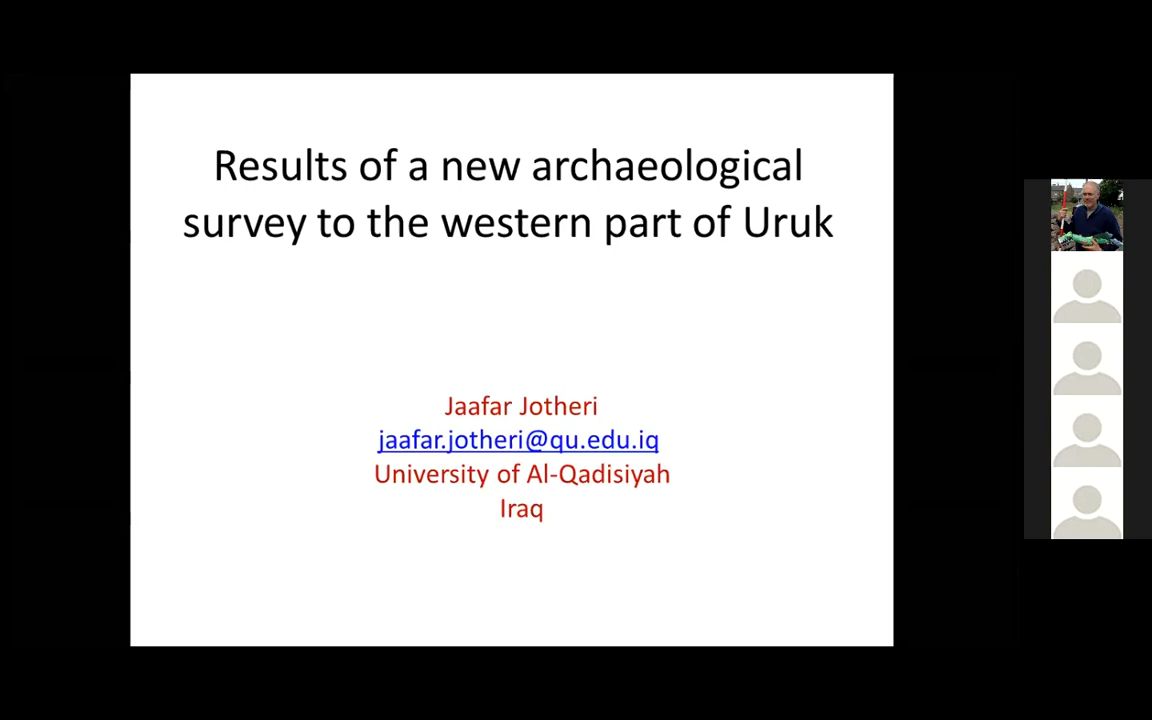 Results of a new archaeological
survey to the western part of Uruk
Jaafar Jotheri
jaafar.jotheri@qu.edu.iq
University of Al-Qadisiyah
Iraq